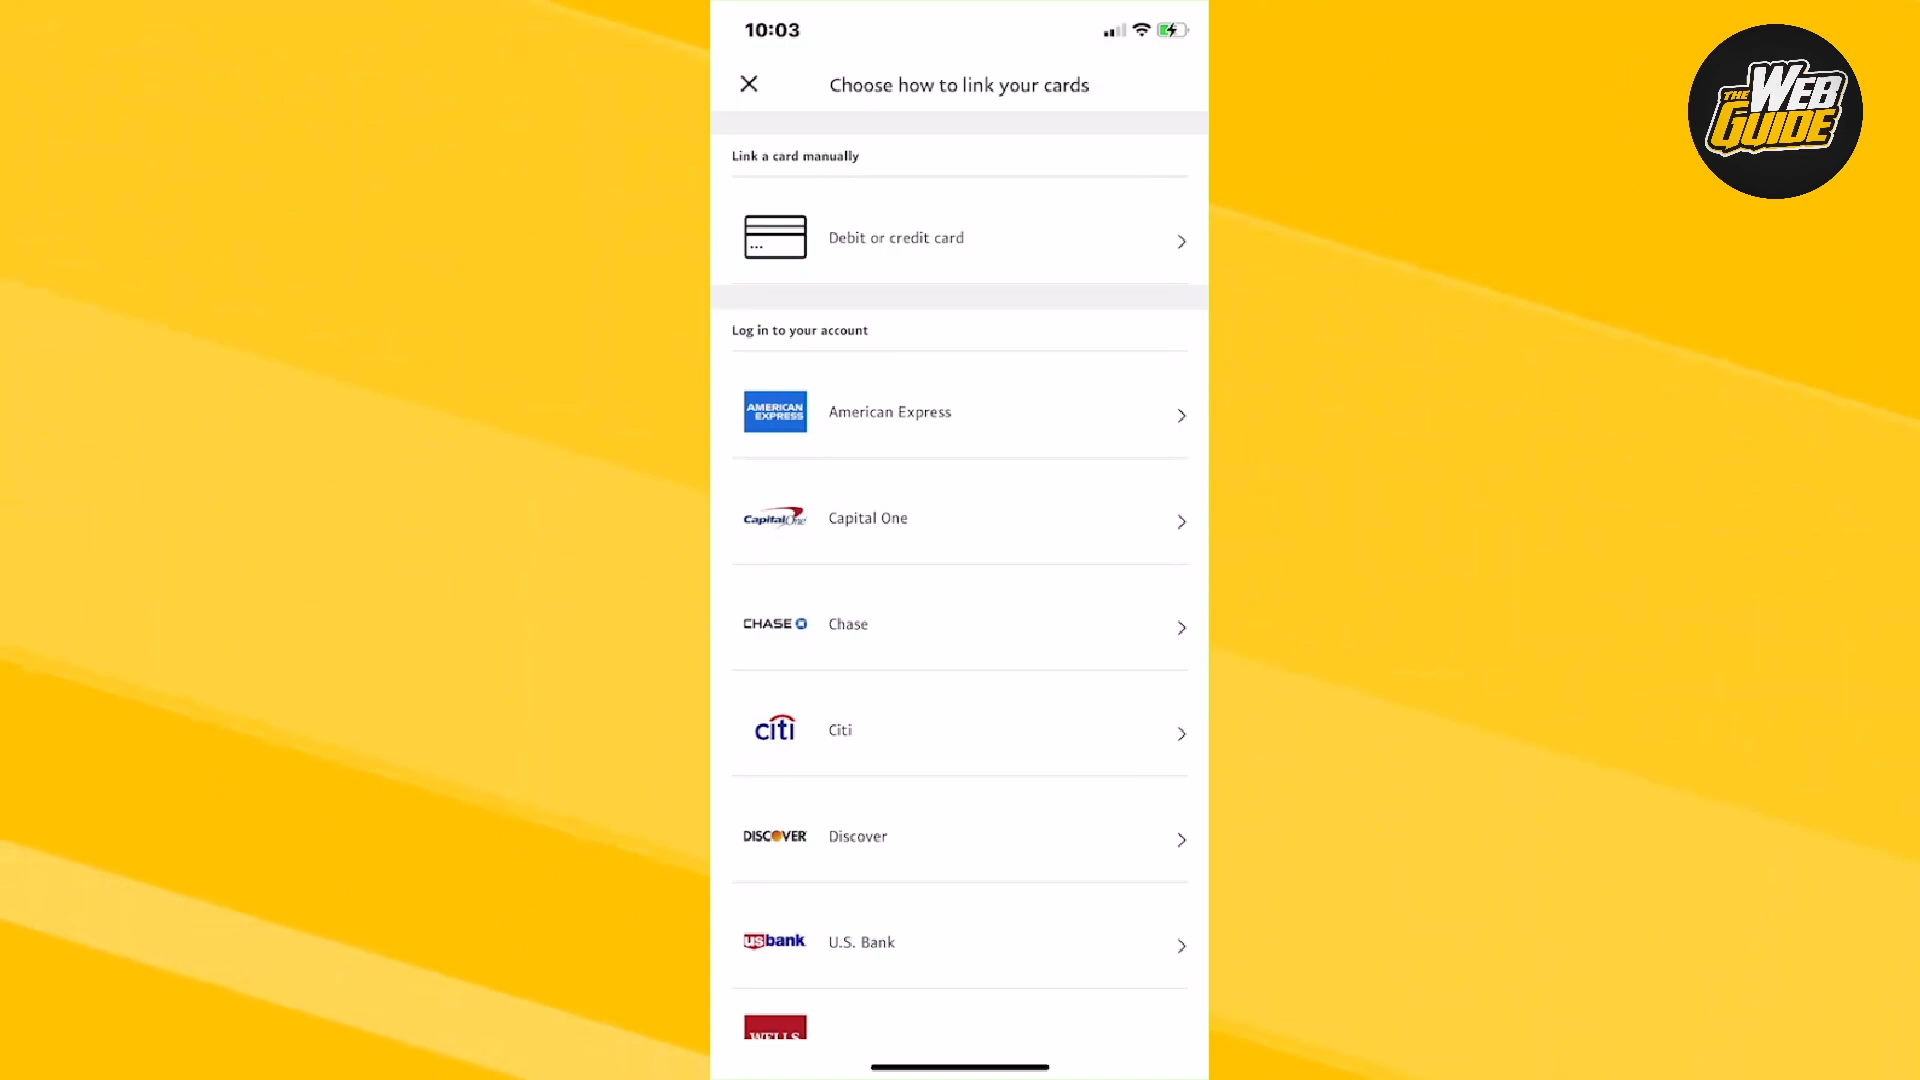 10:03
Choose how to link your cards
Link a card manually
Debit or credit card
Log in to your account
AMERICAN
EXPRESS
American Express
Capital One
Capital One
CHASE
Chase
citi
Citi
DISCOVER
Discover
usbank
U.S. Bank
WELLS
THE
WEB
GUIDE